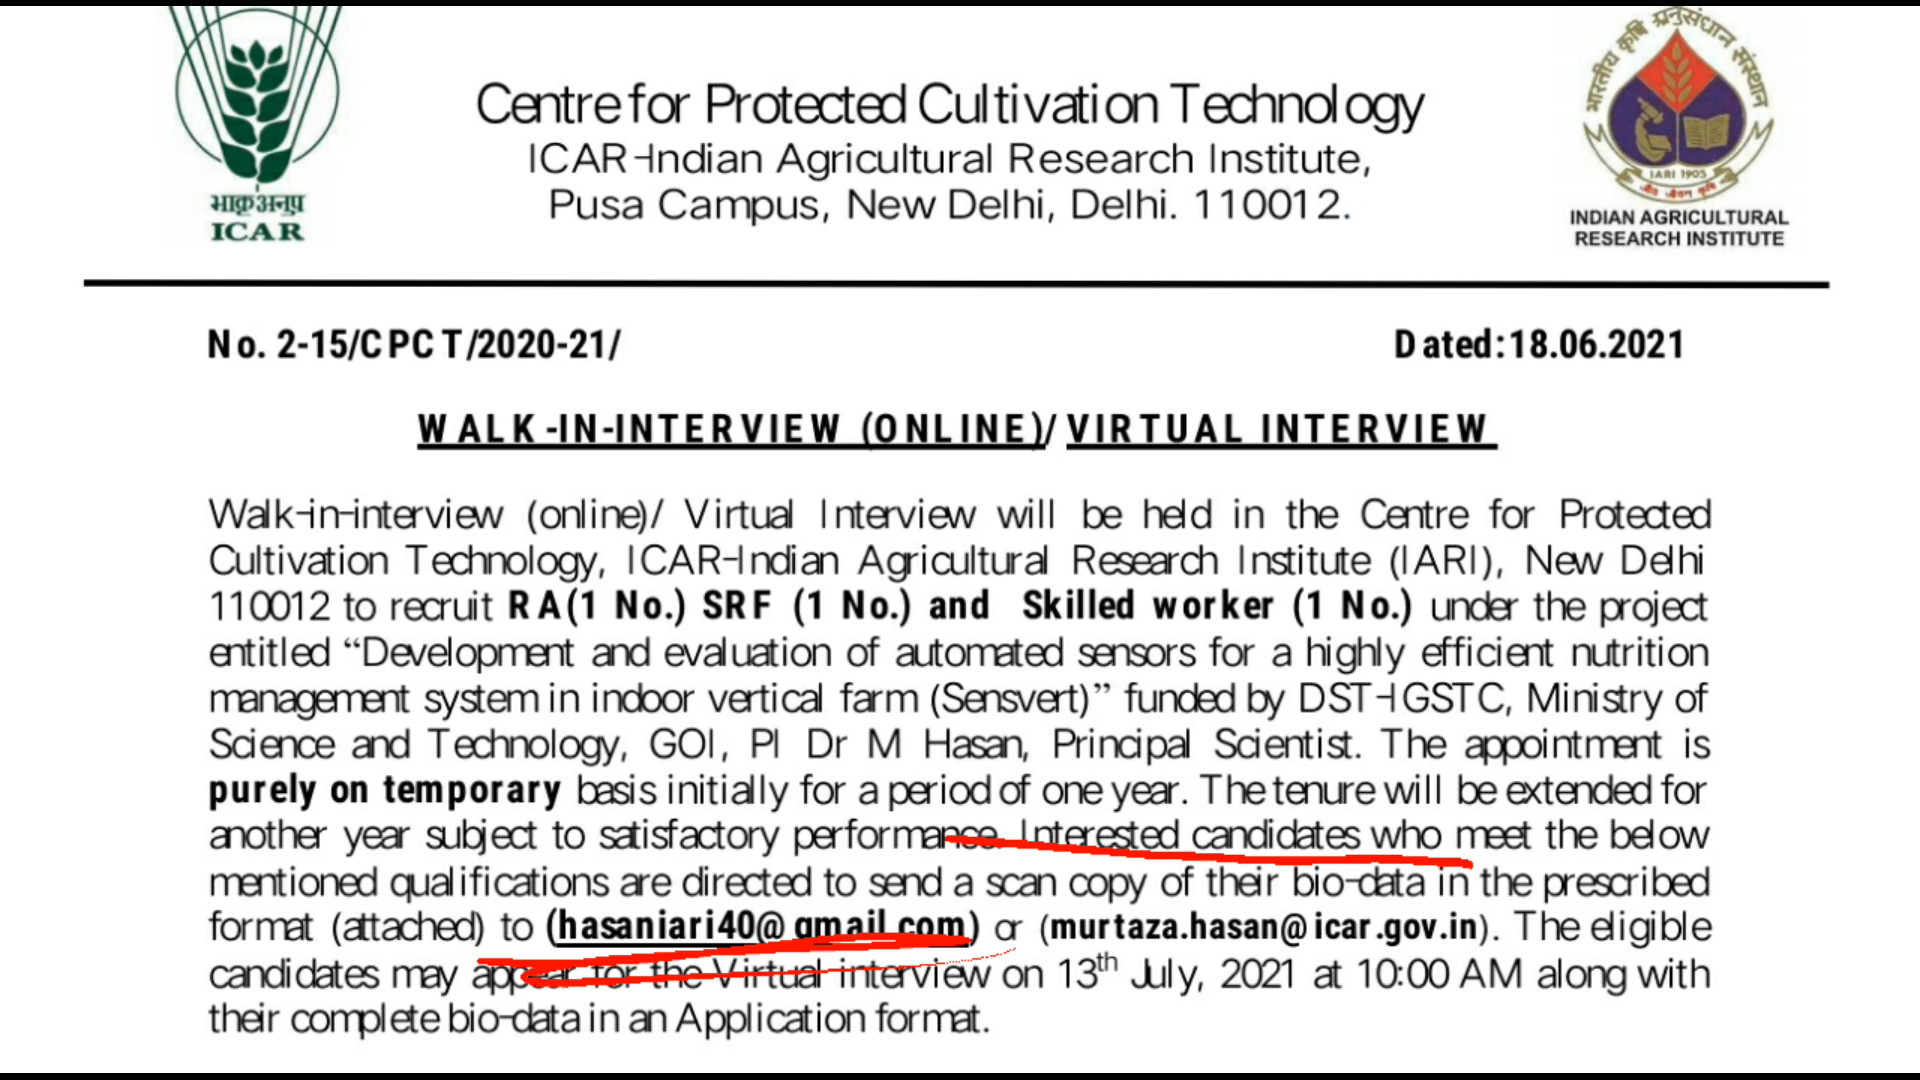 भाकृअनुप
ICAR
Centre for Protected Cultivation Technology
ICAR-Indian Agricultural Research Institute,
Pusa Campus, New Delhi, Delhi. 110012.
भारतीय कृषि अनुसंधान संस्थान
IARI 1905
INDIAN AGRICULTURAL
RESEARCH INSTITUTE
No. 2-15/CPCT/2020-21/
Dated:18.06.2021
WALK-IN-INTERVIEW (ONLINE)/ VIRTUAL INTERVIEW
Walk-in-interview (online)/ Virtual Interview will be held in the Centre for Protected
Cultivation Technology, ICAR-Indian Agricultural Research Institute (IARI), New Delhi
110012 to recruit RA(1 No.) SRF (1 No.) and Skilled worker (1 No.) under the project
entitled “Development and evaluation of automated sensors for a highly efficient nutrition
management system in indoor vertical farm (Sensvert)” funded by DST-IGSTC, Ministry of
Science and Technology, GOI, PI Dr M Hasan, Principal Scientist. The appointment is
purely on temporary basis initially for a period of one year. The tenure will be extended for
another year subject to satisfactory performance. Interested candidates who meet the below
mentioned qualifications are directed to send a scan copy of their bio-data in the prescribed
format (attached) to (hasaniari40@gmail.com) or (murtaza.hasan@icar.gov.in). The eligible
candidates may appear for the Virtual interview on 13th July, 2021 at 10:00 AM along with
their complete bio-data in an Application format.